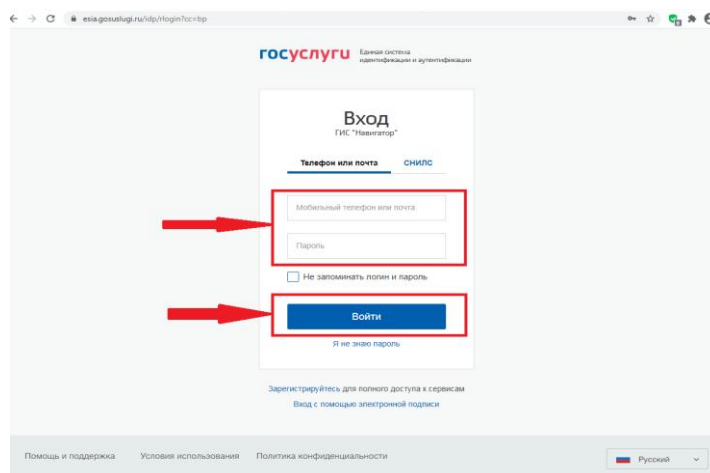 esia.gosuslugi.ru/idp/rlogin?cc=bp
госуслуги
Единая система
идентификации и аутентификации
Вход
ГИС "Навигатор"
Телефон или почта СНИЛС
Мобильный телефон или почта
Пароль
Не запоминать логин и пароль
Войти
Я не знаю пароль
Зарегистрируйтесь для полного доступа к сервисам
Вход с помощью электронной подписи
Помощь и поддержка Условия использования Политика конфиденциальности
Русский